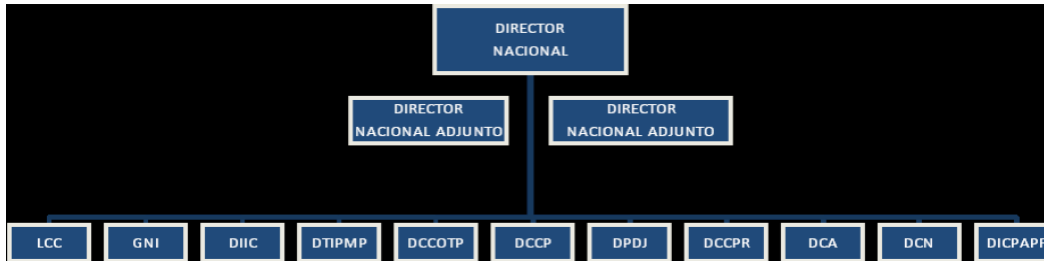 DIRECTOR
NACIONAL
DIRECTOR
NACIONAL ADJUNTO
DIRECTOR
NACIONAL ADJUNTO
LCC
GNI
DIIC
DTIPMP
DCCOTP
DCCP
DPDJ
DCCPR
DCA
DCN